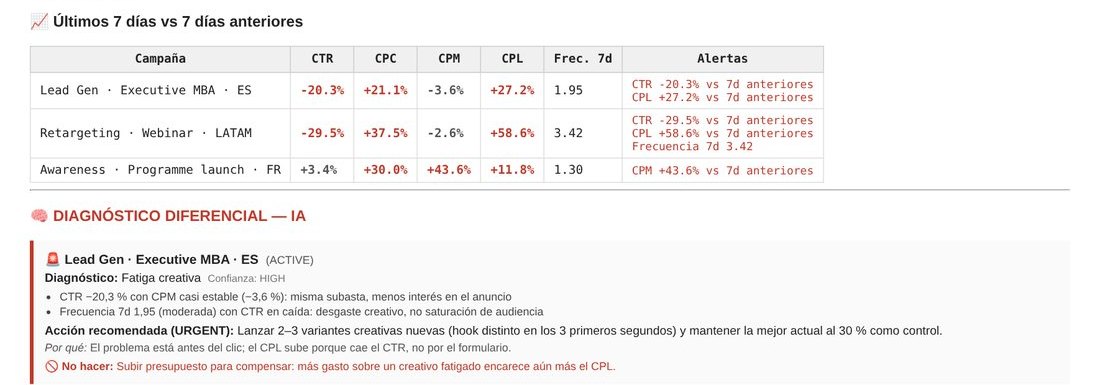 📈 Últimos 7 días vs 7 días anteriores
Campaña CTR CPC CPM CPL Frec. 7d Alertas
Lead Gen · Executive MBA · ES -20.3% +21.1% -3.6% +27.2% 1.95 CTR -20.3% vs 7d anteriores
CPL +27.2% vs 7d anteriores
Retargeting · Webinar · LATAM -29.5% +37.5% -2.6% +58.6% 3.42 CTR -29.5% vs 7d anteriores
CPL +58.6% vs 7d anteriores
Frecuencia 7d 3.42
Awareness · Programme launch · FR +3.4% +30.0% +43.6% +11.8% 1.30 CPM +43.6% vs 7d anteriores
🧠 DIAGNÓSTICO DIFERENCIAL — IA
🚨 Lead Gen · Executive MBA · ES (ACTIVE)
Diagnóstico: Fatiga creativa Confianza: HIGH
• CTR −20,3 % con CPM casi estable (−3,6 %): misma subasta, menos interés en el anuncio
• Frecuencia 7d 1,95 (moderada) con CTR en caída: desgaste creativo, no saturación de audiencia
Acción recomendada (URGENT): Lanzar 2–3 variantes creativas nuevas (hook distinto en los 3 primeros segundos) y mantener la mejor actual al 30 % como control.
Por qué: El problema está antes del clic; el CPL sube porque cae el CTR, no por el formulario.
🚫 No hacer: Subir presupuesto para compensar: más gasto sobre un creativo fatigado encarece aún más el CPL.